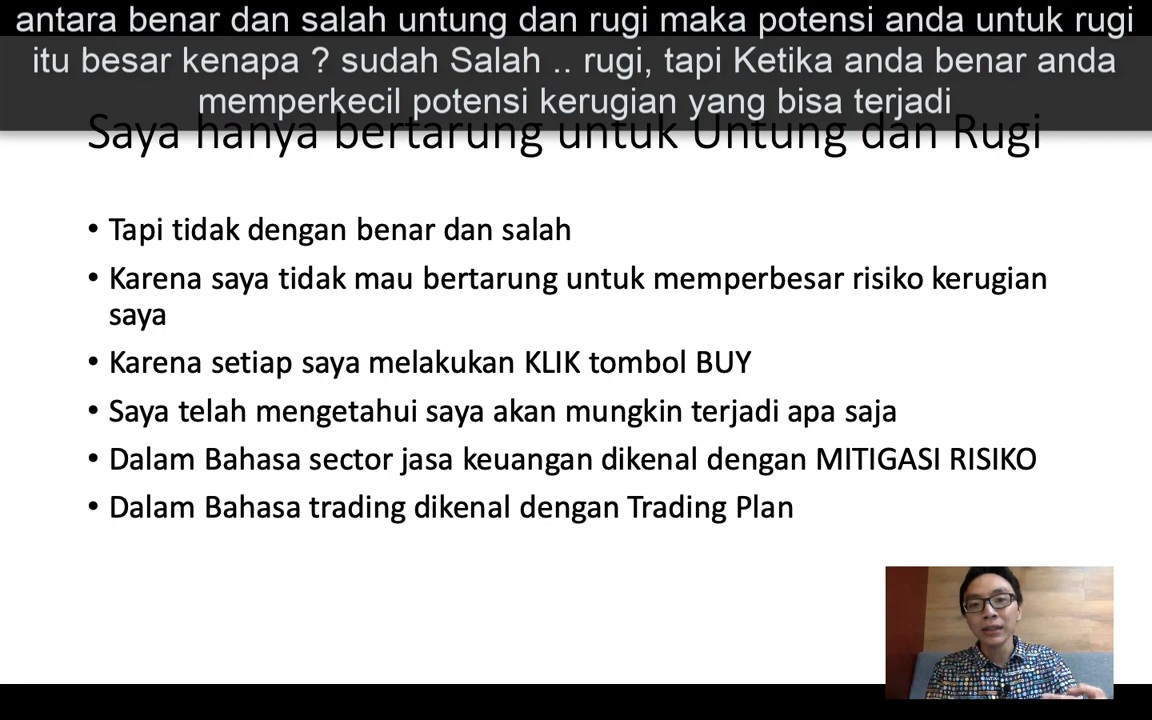 antara benar dan salah untung dan rugi maka potensi anda untuk rugi
itu besar kenapa ? sudah Salah .. rugi, tapi Ketika anda benar anda
memperkecil potensi kerugian yang bisa terjadi
Saya hanya bertarung untuk Untung dan Rugi
• Tapi tidak dengan benar dan salah
• Karena saya tidak mau bertarung untuk memperbesar risiko kerugian
saya
• Karena setiap saya melakukan KLIK tombol BUY
• Saya telah mengetahui saya akan mungkin terjadi apa saja
• Dalam Bahasa sector jasa keuangan dikenal dengan MITIGASI RISIKO
• Dalam Bahasa trading dikenal dengan Trading Plan